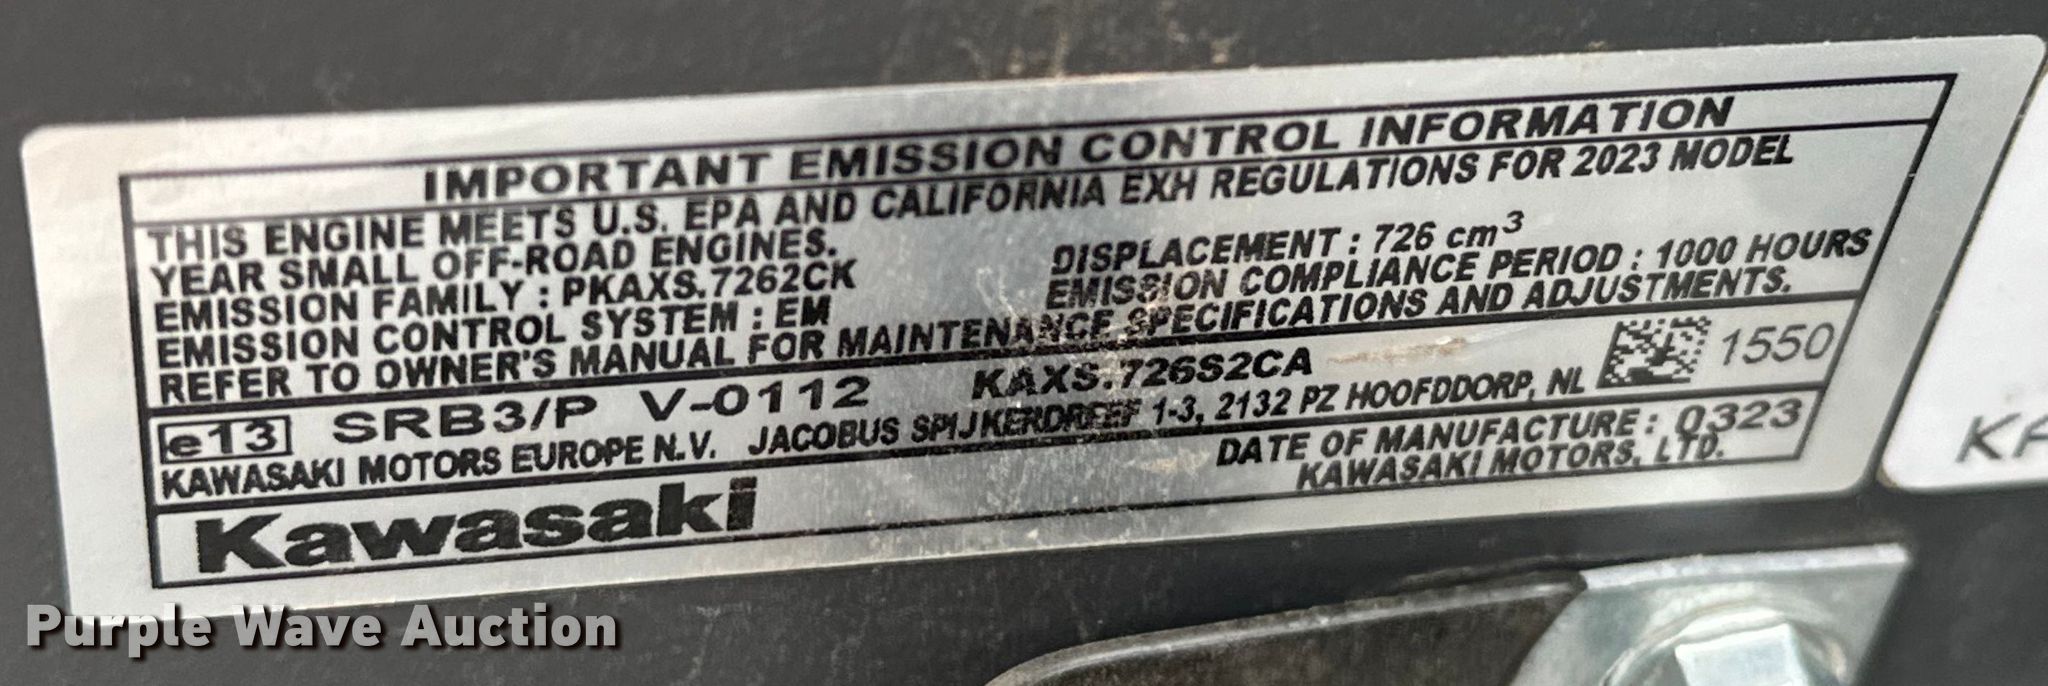 IMPORTANT EMISSION CONTROL INFORMATION
THIS ENGINE MEETS U.S. EPA AND CALIFORNIA EXH REGULATIONS FOR 2023 MODEL
YEAR SMALL OFF-ROAD ENGINES.
EMISSION FAMILY : PKAXS.7262CK DISPLACEMENT : 726 cm³
EMISSION CONTROL SYSTEM : EM EMISSION COMPLIANCE PERIOD : 1000 HOURS
REFER TO OWNER'S MANUAL FOR MAINTENANCE SPECIFICATIONS AND ADJUSTMENTS.
e13 SRB3/P V-0112 KAXS.726S2CA 1550
KAWASAKI MOTORS EUROPE N.V. JACOBUS SPIJKERDREEF 1-3, 2132 PZ HOOFDDORP, NL
Kawasaki DATE OF MANUFACTURE : 0323
KAWASAKI MOTORS, LTD.
KA
Purple Wave Auction